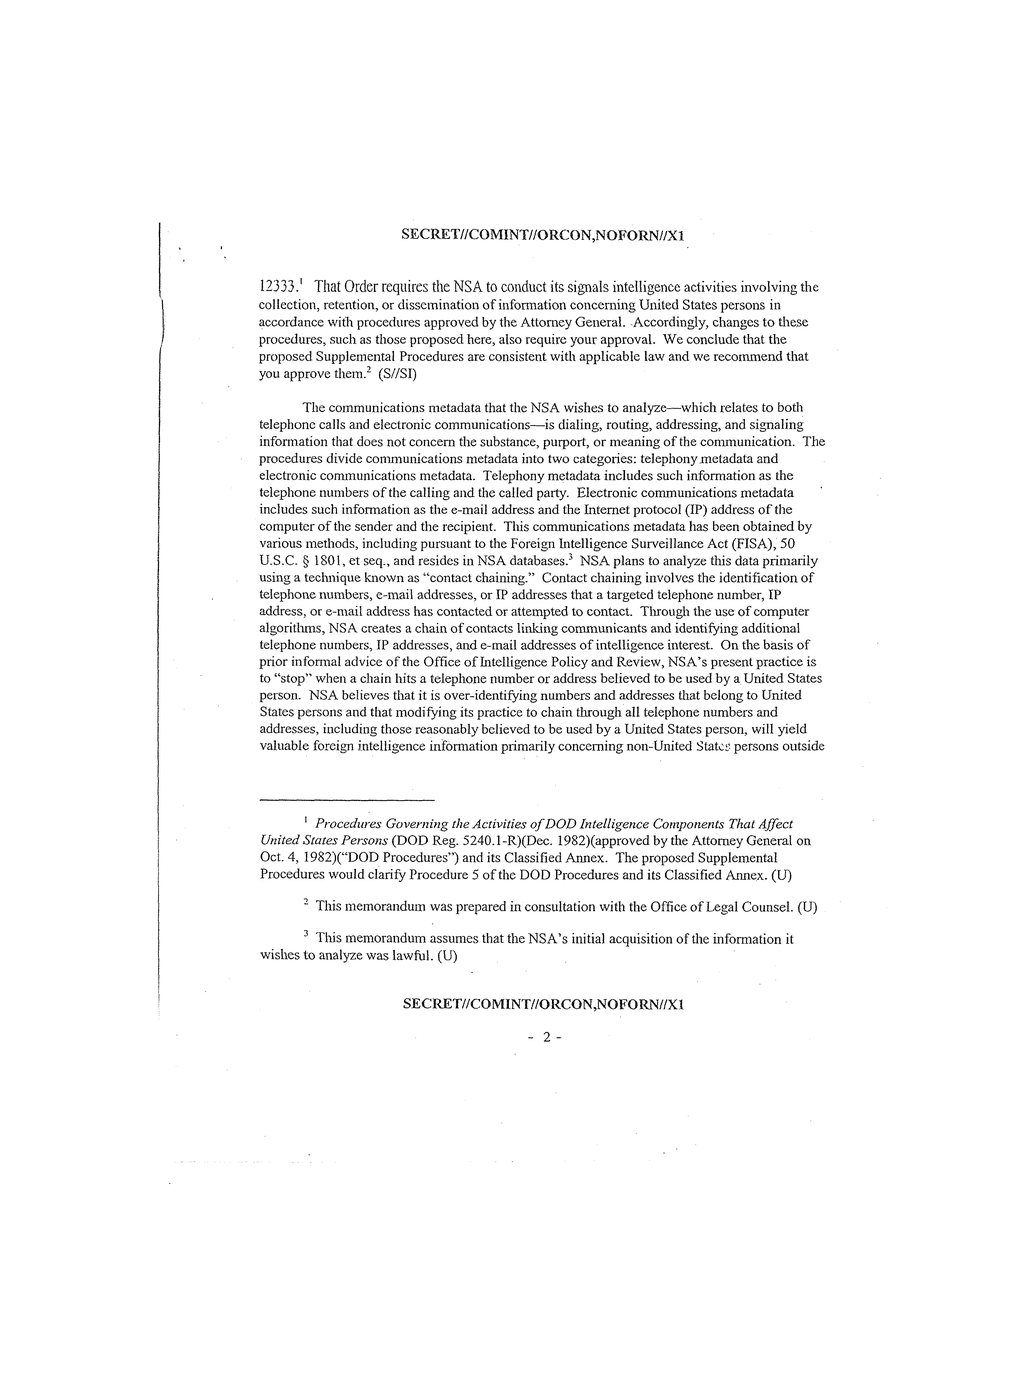 SECRET//COMINT//ORCON,NOFORN//X1
12333.¹ That Order requires the NSA to conduct its signals intelligence activities involving the
collection, retention, or dissemination of information concerning United States persons in
accordance with procedures approved by the Attorney General. Accordingly, changes to these
procedures, such as those proposed here, also require your approval. We conclude that the
proposed Supplemental Procedures are consistent with applicable law and we recommend that
you approve them.² (S//SI)
The communications metadata that the NSA wishes to analyze—which relates to both
telephone calls and electronic communications—is dialing, routing, addressing, and signaling
information that does not concern the substance, purport, or meaning of the communication. The
procedures divide communications metadata into two categories: telephony metadata and
electronic communications metadata. Telephony metadata includes such information as the
telephone numbers of the calling and the called party. Electronic communications metadata
includes such information as the e-mail address and the Internet protocol (IP) address of the
computer of the sender and the recipient. This communications metadata has been obtained by
various methods, including pursuant to the Foreign Intelligence Surveillance Act (FISA), 50
U.S.C. § 1801, et seq., and resides in NSA databases.³ NSA plans to analyze this data primarily
using a technique known as “contact chaining.” Contact chaining involves the identification of
telephone numbers, e-mail addresses, or IP addresses that a targeted telephone number, IP
address, or e-mail address has contacted or attempted to contact. Through the use of computer
algorithms, NSA creates a chain of contacts linking communicants and identifying additional
telephone numbers, IP addresses, and e-mail addresses of intelligence interest. On the basis of
prior informal advice of the Office of Intelligence Policy and Review, NSA’s present practice is
to “stop” when a chain hits a telephone number or address believed to be used by a United States
person. NSA believes that it is over-identifying numbers and addresses that belong to United
States persons and that modifying its practice to chain through all telephone numbers and
addresses, including those reasonably believed to be used by a United States person, will yield
valuable foreign intelligence information primarily concerning non-United States persons outside
¹ Procedures Governing the Activities of DOD Intelligence Components That Affect
United States Persons (DOD Reg. 5240.1-R)(Dec. 1982)(approved by the Attorney General on
Oct. 4, 1982)(“DOD Procedures”) and its Classified Annex. The proposed Supplemental
Procedures would clarify Procedure 5 of the DOD Procedures and its Classified Annex. (U)
² This memorandum was prepared in consultation with the Office of Legal Counsel. (U)
³ This memorandum assumes that the NSA’s initial acquisition of the information it
wishes to analyze was lawful. (U)
SECRET//COMINT//ORCON,NOFORN//X1
- 2 -